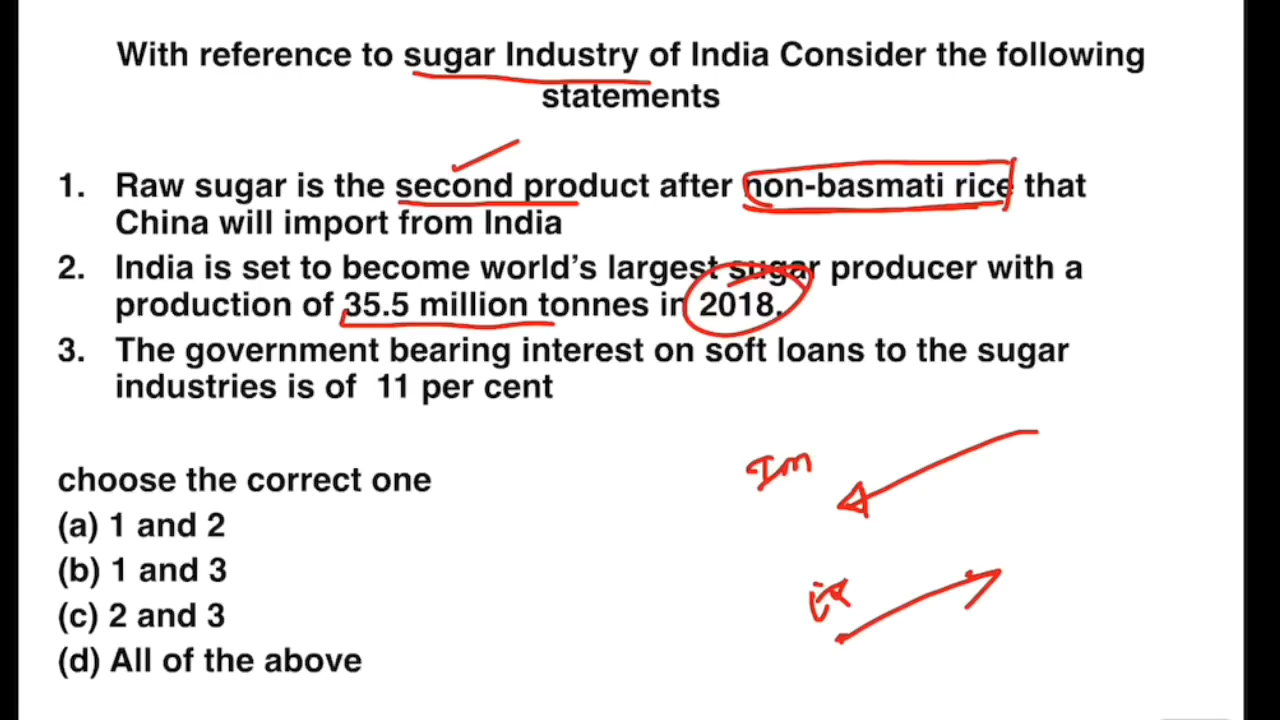 With reference to sugar Industry of India Consider the following
statements
1. Raw sugar is the second product after non-basmati rice that
China will import from India
2. India is set to become world's largest sugar producer with a
production of 35.5 million tonnes in 2018.
3. The government bearing interest on soft loans to the sugar
industries is of 11 per cent
choose the correct one
Im
(a) 1 and 2
(b) 1 and 3
(c) 2 and 3
(d) All of the above